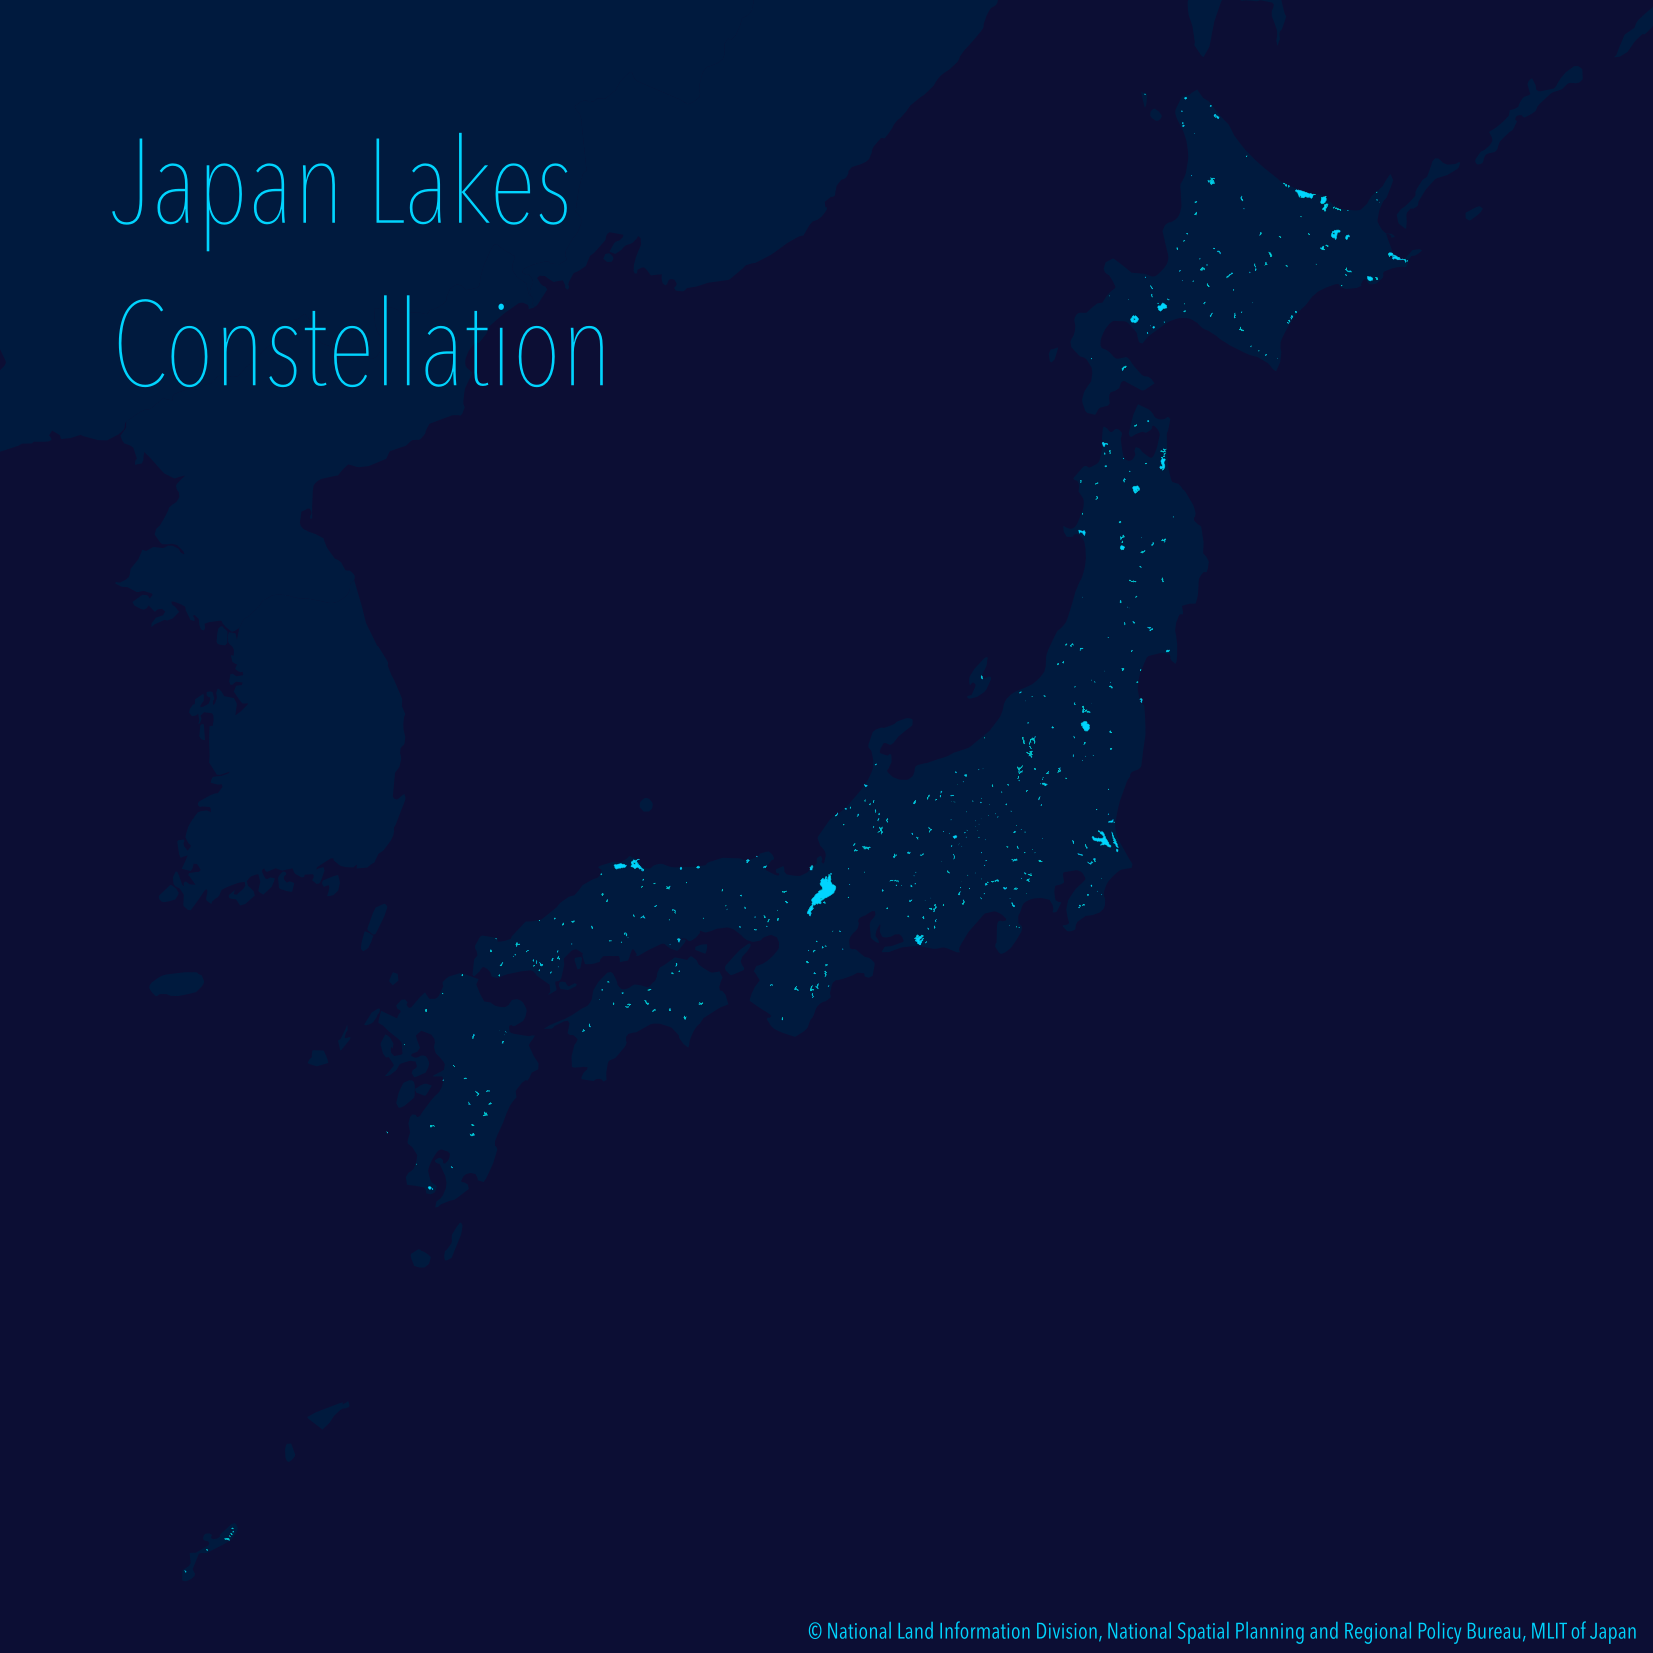 Japan Lakes
Constellation
© National Land Information Division, National Spatial Planning and Regional Policy Bureau, MLIT of Japan